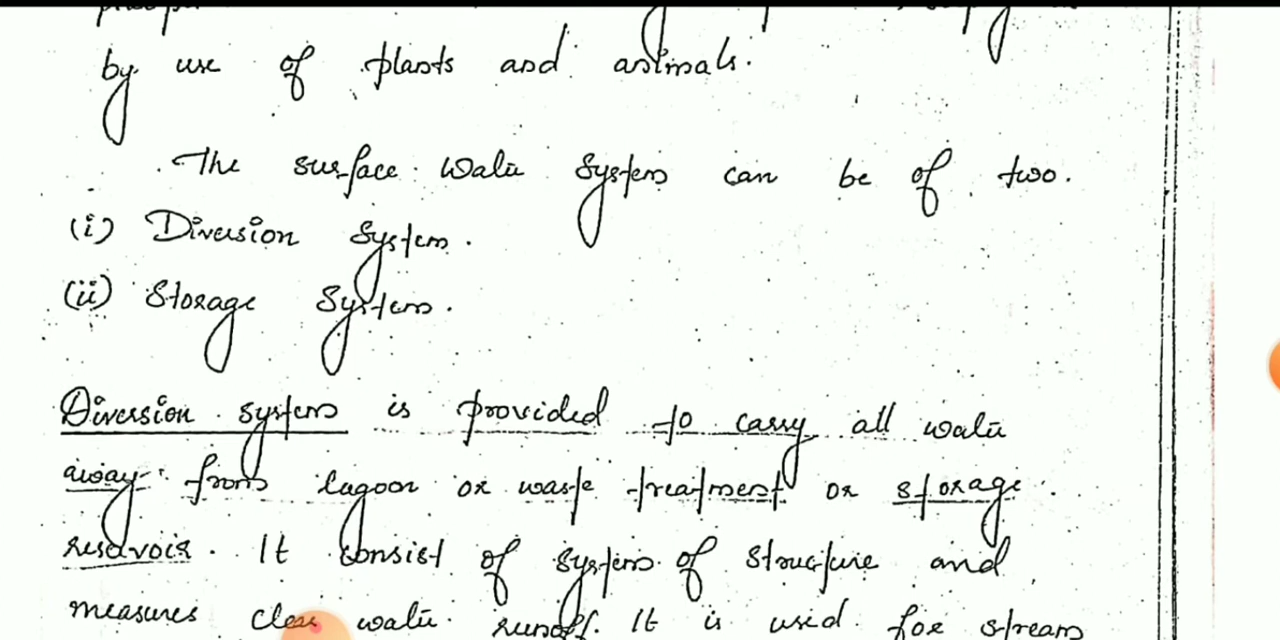 by use of plants and animals.
The surface water system can be of two.
(i) Diversion system.
(ii) Storage system.
Diversion system is provided to carry all water
away from lagoon or waste treatment or storage
reservoir. It consist of system of structure and
measures clear water runoff. It is used for stream